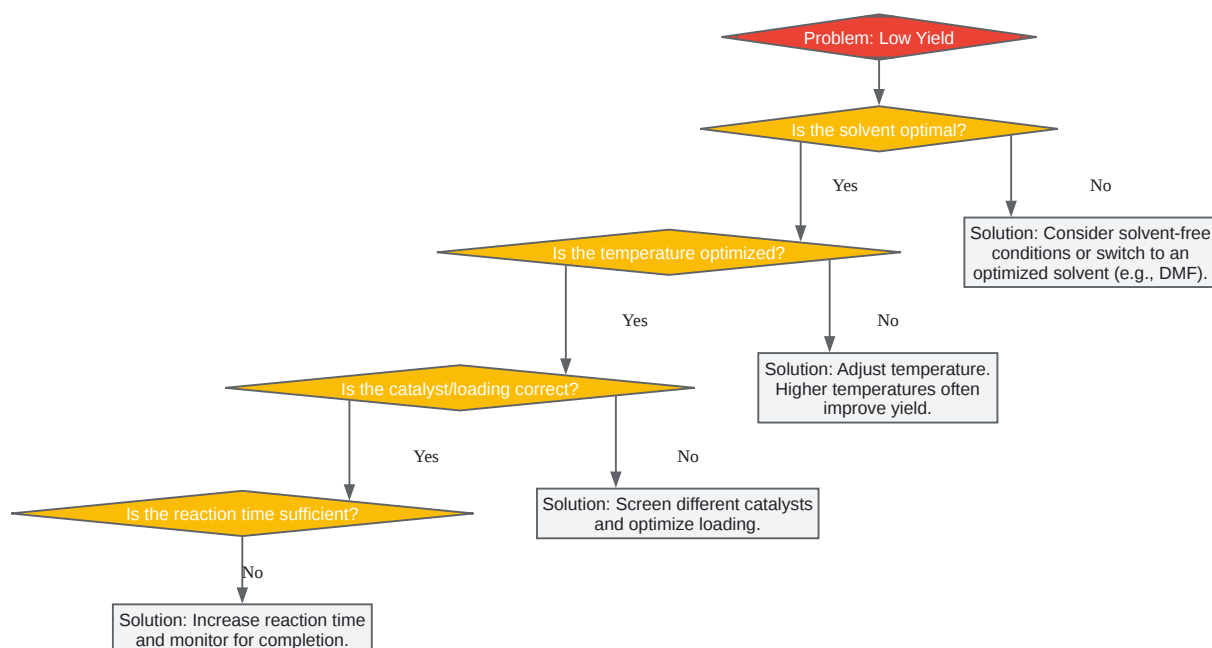 Problem: Low Yield
Is the solvent optimal?
Yes
No
Solution: Consider solvent-free
conditions or switch to an
optimized solvent (e.g., DMF).
Is the temperature optimized?
Yes
No
Solution: Adjust temperature.
Higher temperatures often
improve yield.
Is the catalyst/loading correct?
Yes
No
Solution: Screen different catalysts
and optimize loading.
Is the reaction time sufficient?
No
Solution: Increase reaction time
and monitor for completion.